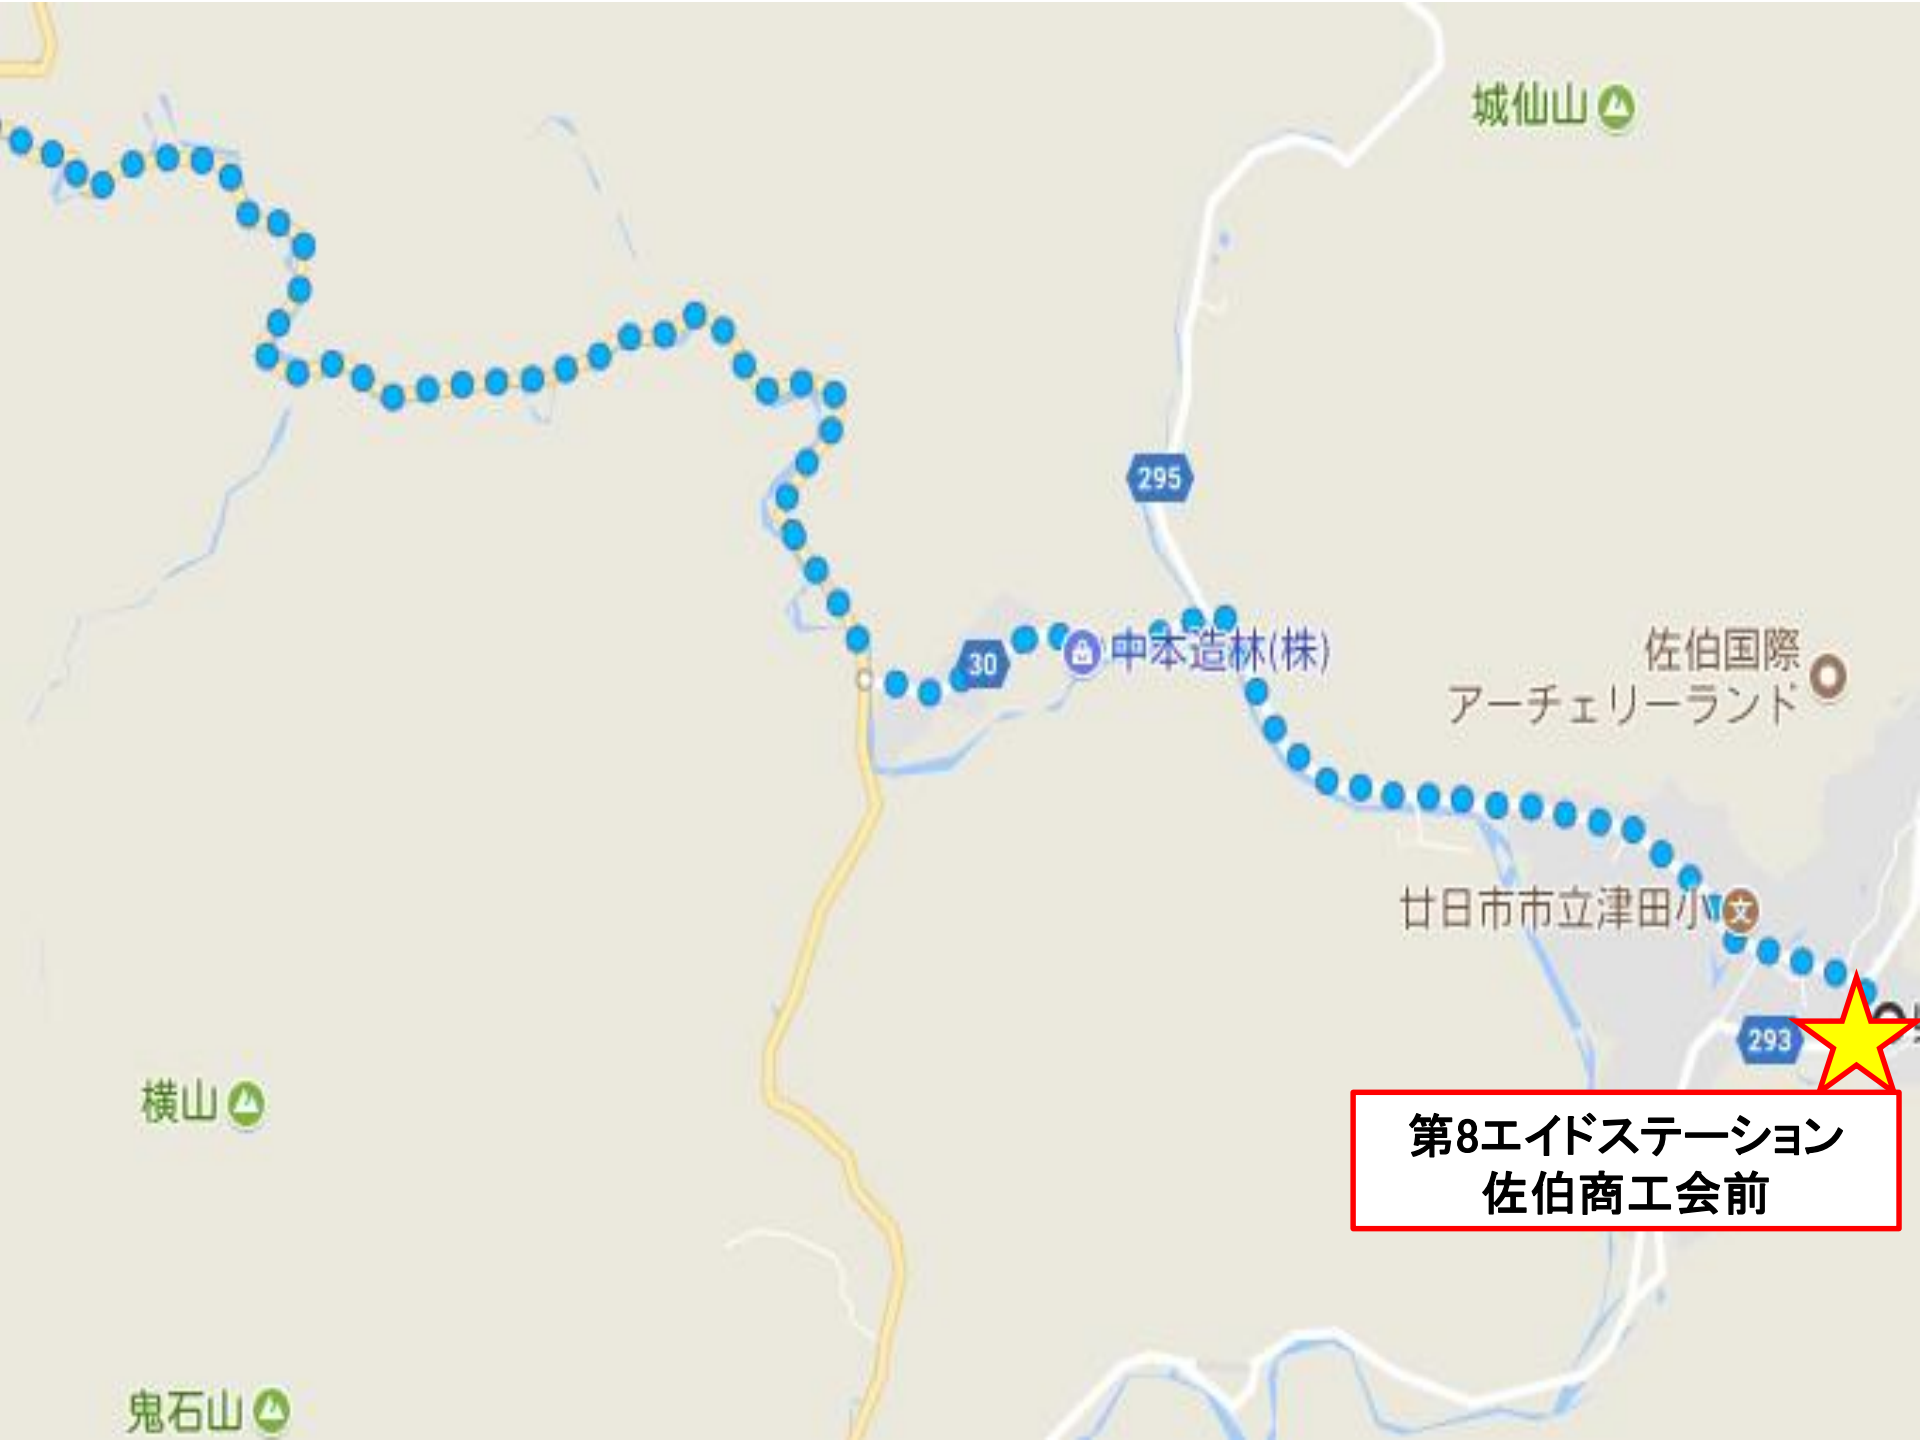 城仙山
295
30
中本造林(株)
佐伯国際
アーチェリーランド
廿日市市立津田小
文
293
第8エイドステーション
佐伯商工会前
横山
鬼石山